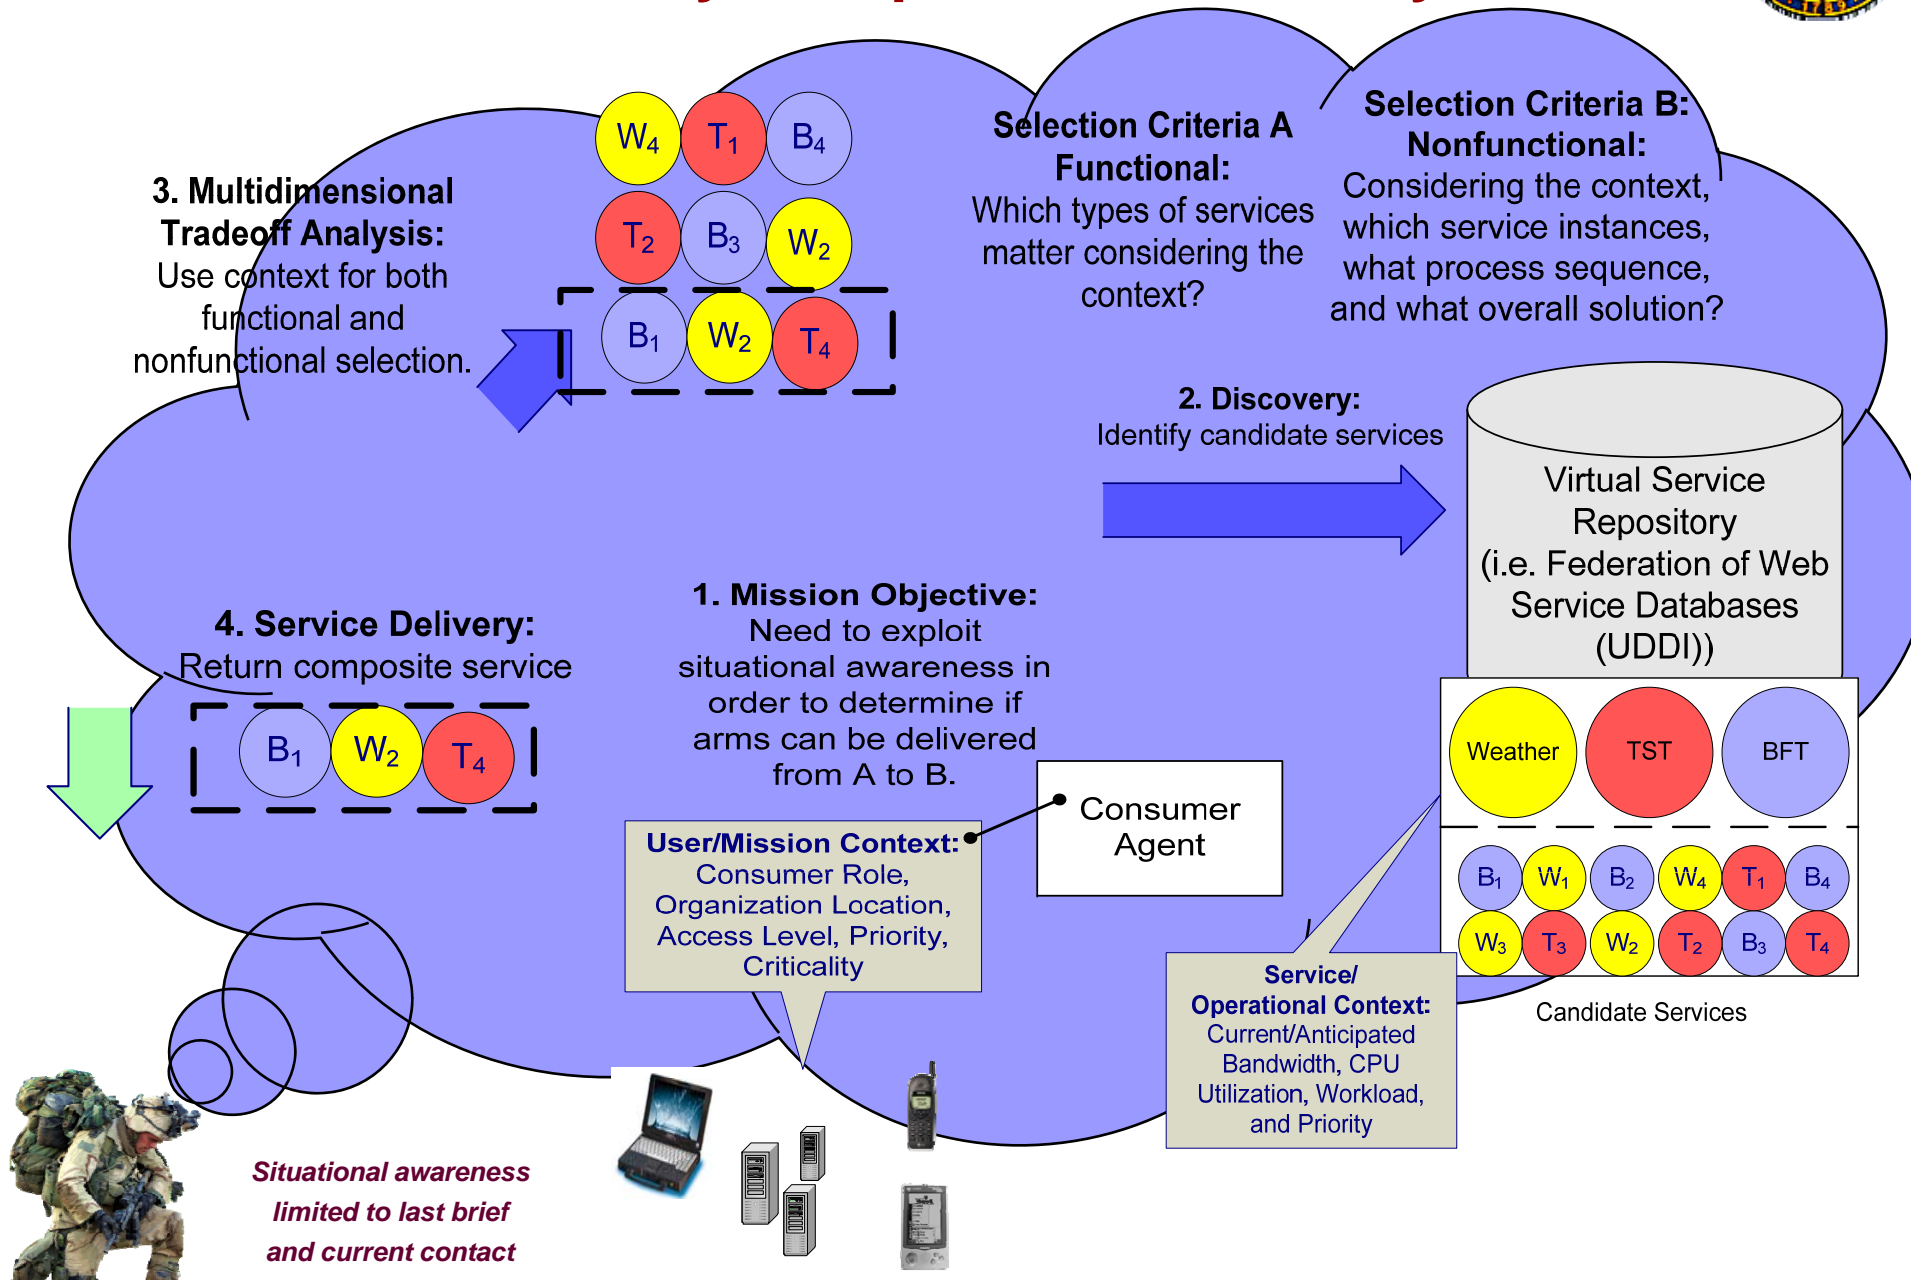 1789
W4 T1 B4
T2 B3 W2
B1 W2 T4
3. Multidimensional
Tradeoff Analysis:
Use context for both
functional and
nonfunctional selection.
Selection Criteria A
Functional:
Which types of services
matter considering the
context?
Selection Criteria B:
Nonfunctional:
Considering the context,
which service instances,
what process sequence,
and what overall solution?
2. Discovery:
Identify candidate services
Virtual Service
Repository
(i.e. Federation of Web
Service Databases
(UDDI))
1. Mission Objective:
Need to exploit
situational awareness in
order to determine if
arms can be delivered
from A to B.
4. Service Delivery:
Return composite service
B1 W2 T4
Weather TST BFT
B1 W1 B2 W4 T1 B4
W3 T3 W2 T2 B3 T4
Candidate Services
Consumer
Agent
User/Mission Context:
Consumer Role,
Organization Location,
Access Level, Priority,
Criticality
Service/
Operational Context:
Current/Anticipated
Bandwidth, CPU
Utilization, Workload,
and Priority
Situational awareness
limited to last brief
and current contact